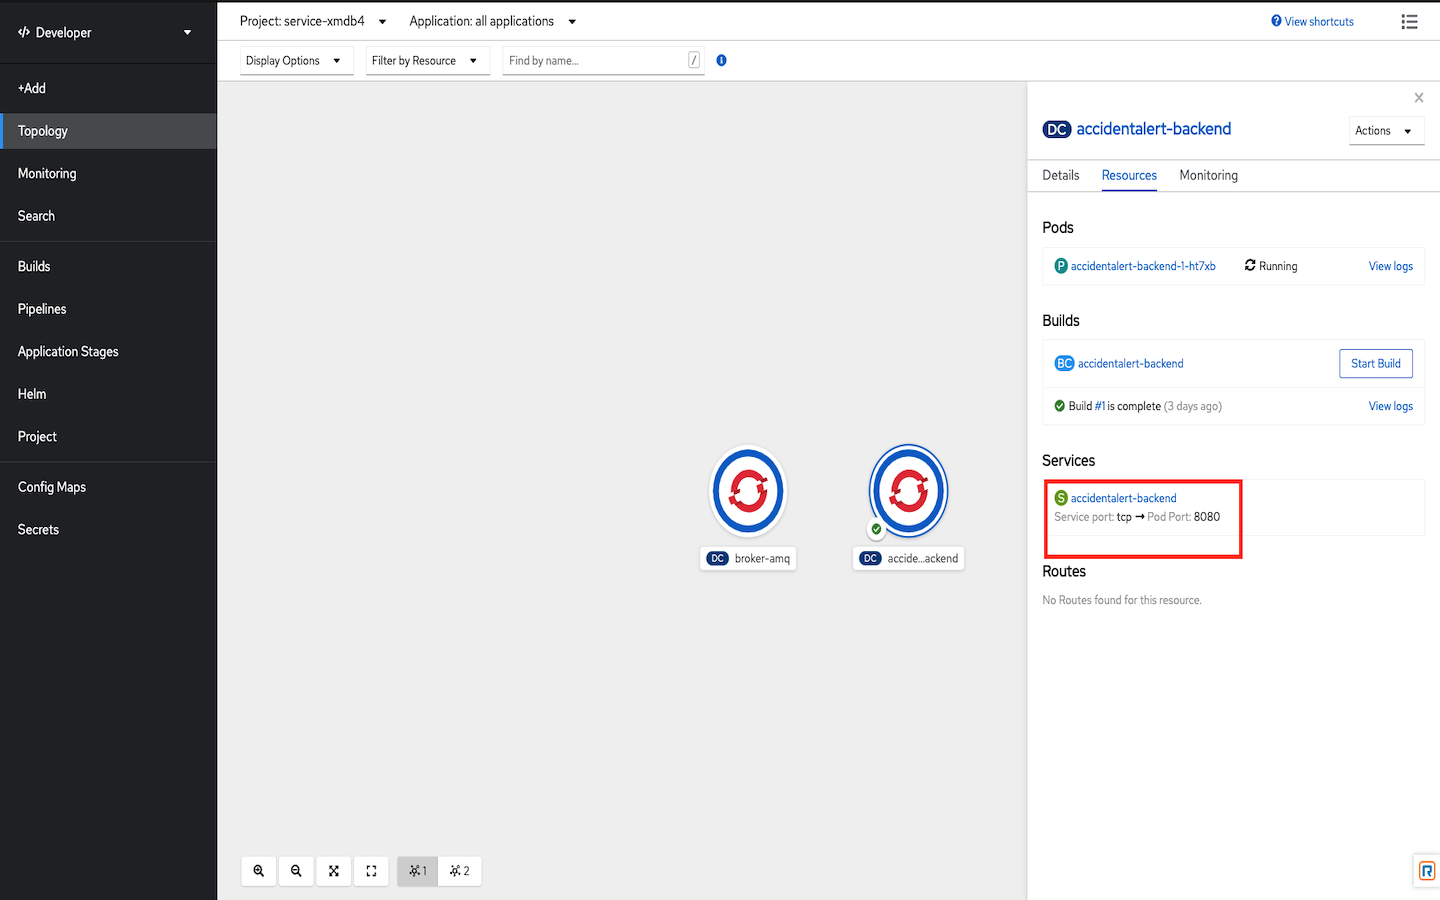 Developer
+Add
Topology
Monitoring
Search
Builds
Pipelines
Application Stages
Helm
Project
Config Maps
Secrets
Project: service-xmdb4
Application: all applications
View shortcuts
Display Options
Filter by Resource
Find by name...
/
DC broker-amq
DC accide...ackend
1
2
DC accidentalert-backend
Actions
Details Resources Monitoring
Pods
P accidentalert-backend-1-ht7xb Running View logs
Builds
BC accidentalert-backend Start Build
Build #1 is complete (3 days ago) View logs
Services
S accidentalert-backend
Service port: tcp → Pod Port: 8080
Routes
No Routes found for this resource.